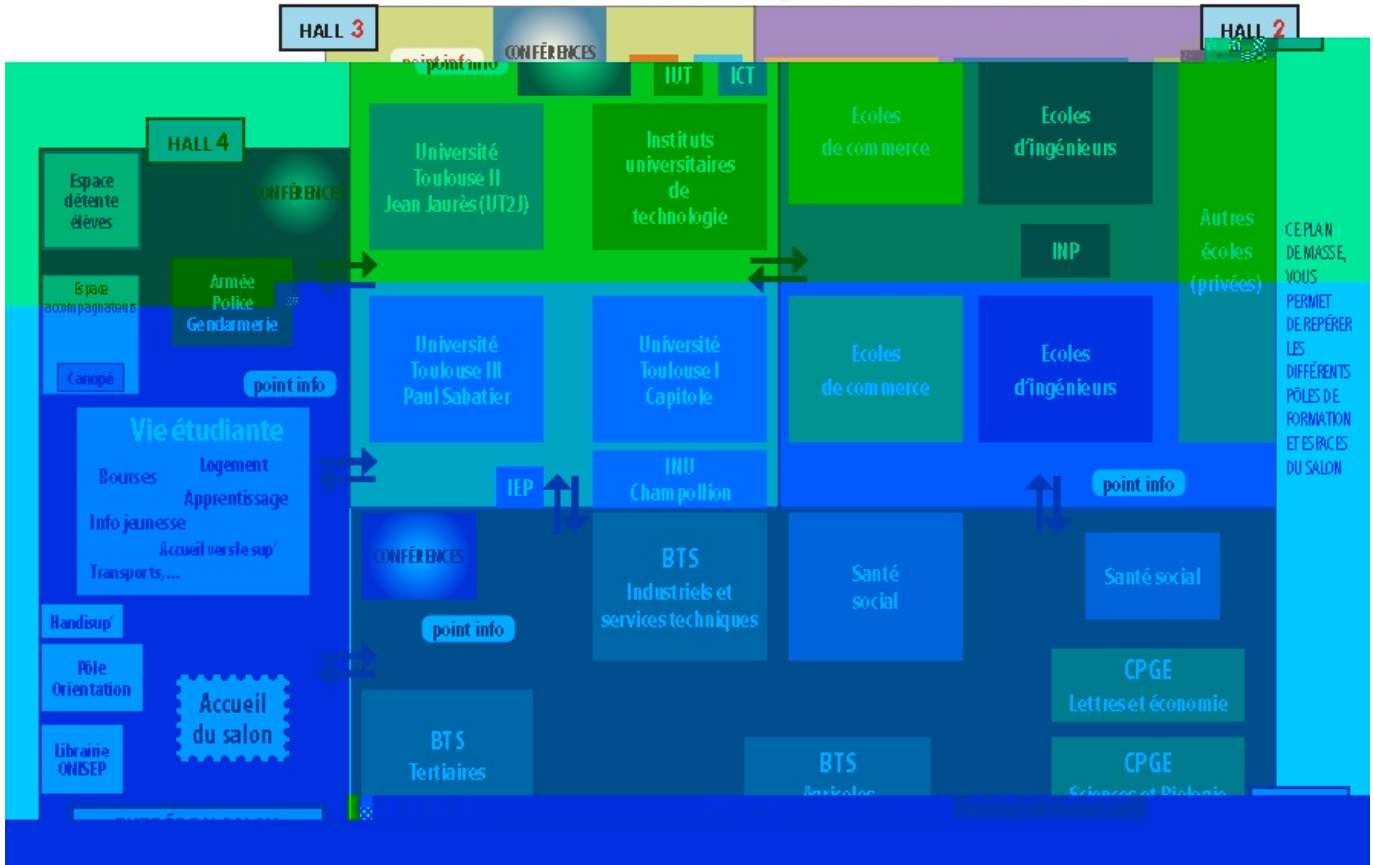 HALL 3
HALL 2
CONFÉRENCES
point info
IUT
ICT
Ecoles
de commerce
Ecoles
d'ingénieurs
HALL 4
Université
Toulouse II
Jean Jaurès (UT2J)
Instituts
universitaires
de
technologie
Espace
détente
élèves
CONFÉRENCES
Autres
écoles
(privées)
INP
Armée
Police
Gendarmerie
Espace
accompagnateurs
Canopé
point info
Université
Toulouse III
Paul Sabatier
Université
Toulouse I
Capitole
Ecoles
de commerce
Ecoles
d'ingénieurs
CE PLAN
DE MASSE,
VOUS
PERMET
DE REPÉRER
LES
DIFFÉRENTS
PÔLES DE
FORMATION
ET ESPACES
DU SALON
Vie étudiante
Logement
Bourses
Apprentissage
Info jeunesse
Accueil vers le sup'
Transports,...
IEP
INU
Champollion
point info
CONFÉRENCES
point info
BTS
Industriels et
services techniques
Santé
social
Santé social
Handisup'
Pôle
Orientation
Accueil
du salon
Librairie
ONISEP
CPGE
Lettres et économie
BTS
Tertiaires
BTS
Agricoles
CPGE
Sciences et Biologie